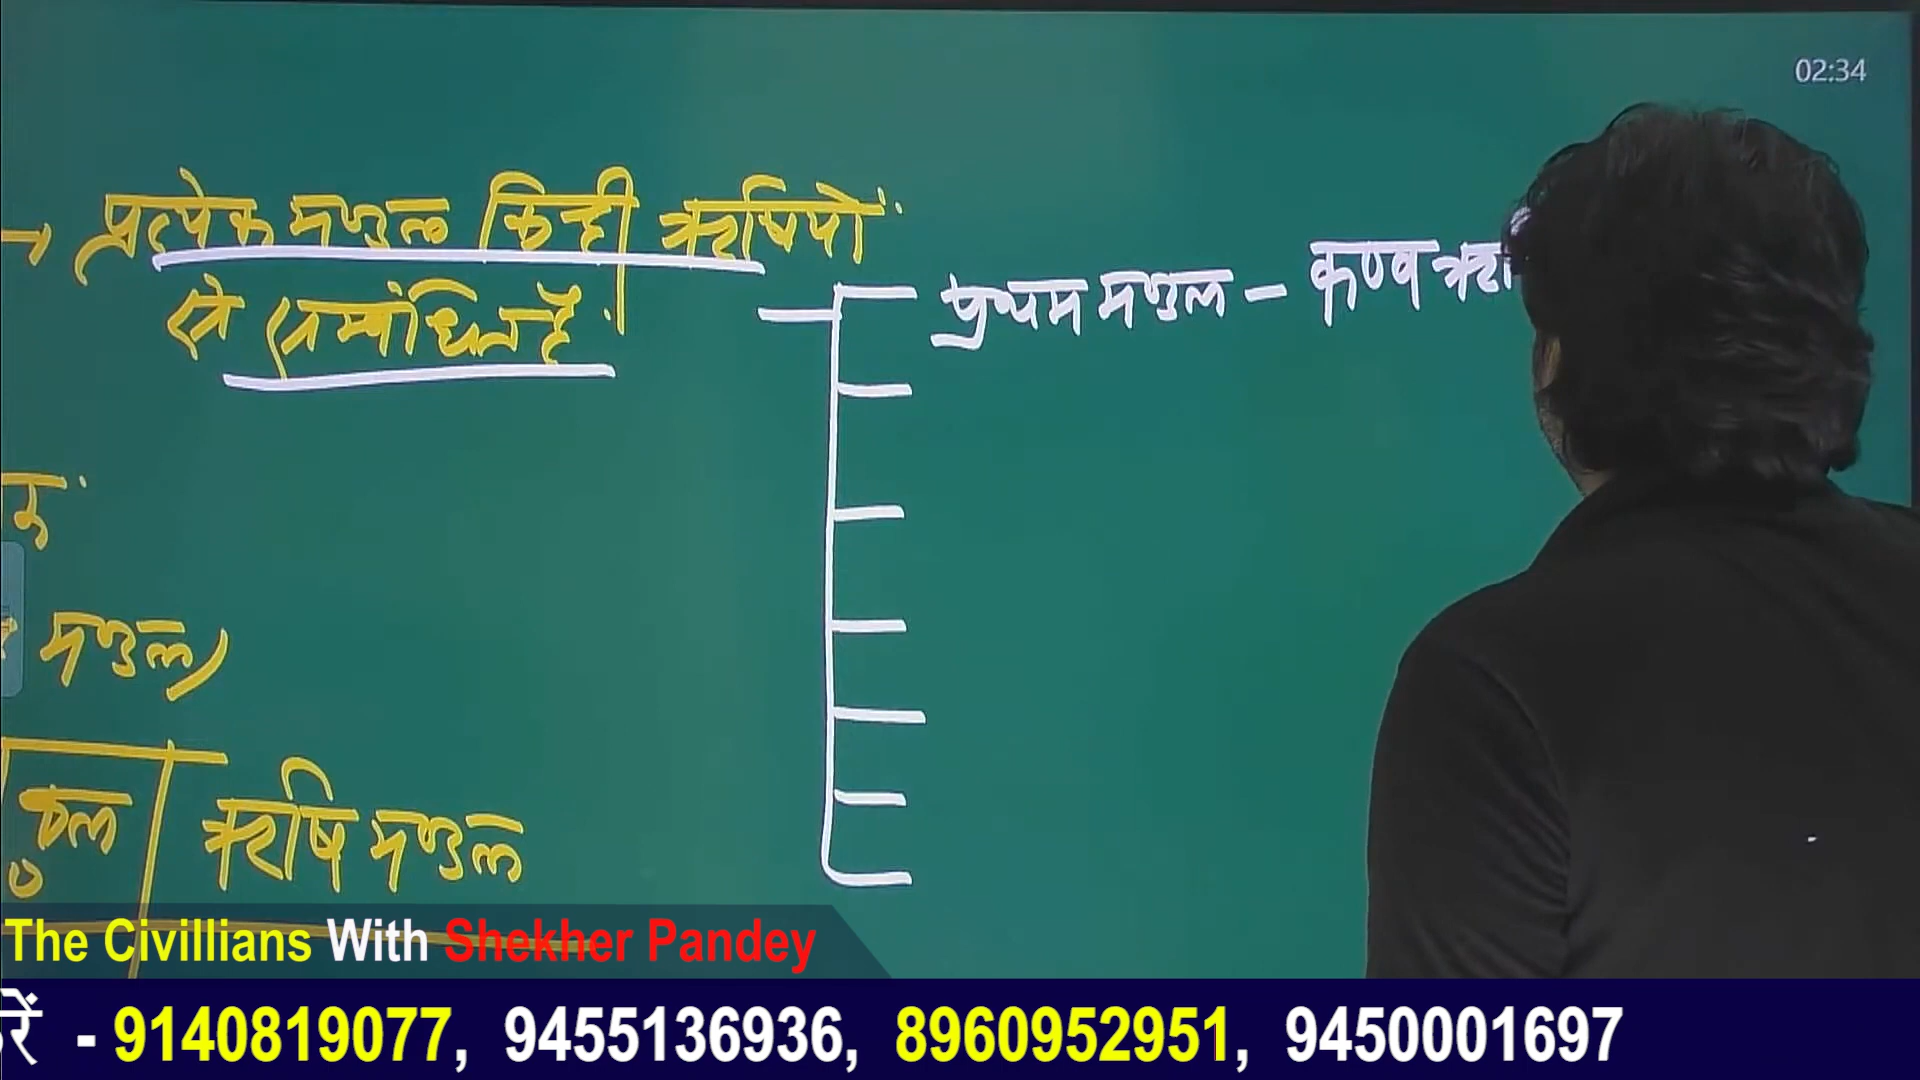 02:34
→ प्रत्येक मण्डल किन्ही ऋषियों
से सम्बंधित है।
प्रथम मण्डल - कण्व
मण्डल)
कुल | ऋषि मण्डल
The Civillians With Shekher Pandey
रें - 9140819077, 9455136936, 8960952951, 9450001697